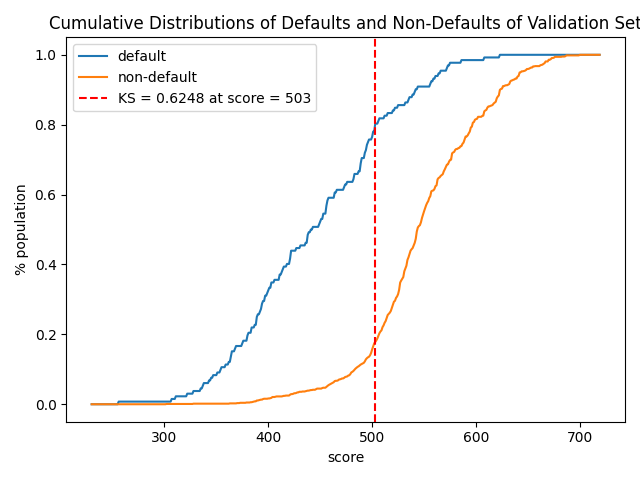 Cumulative Distributions of Defaults and Non-Defaults of Validation Set
default
non-default
KS = 0.6248 at score = 503
% population
1.0
0.8
0.6
0.4
0.2
0.0
300 400 500 600 700
score